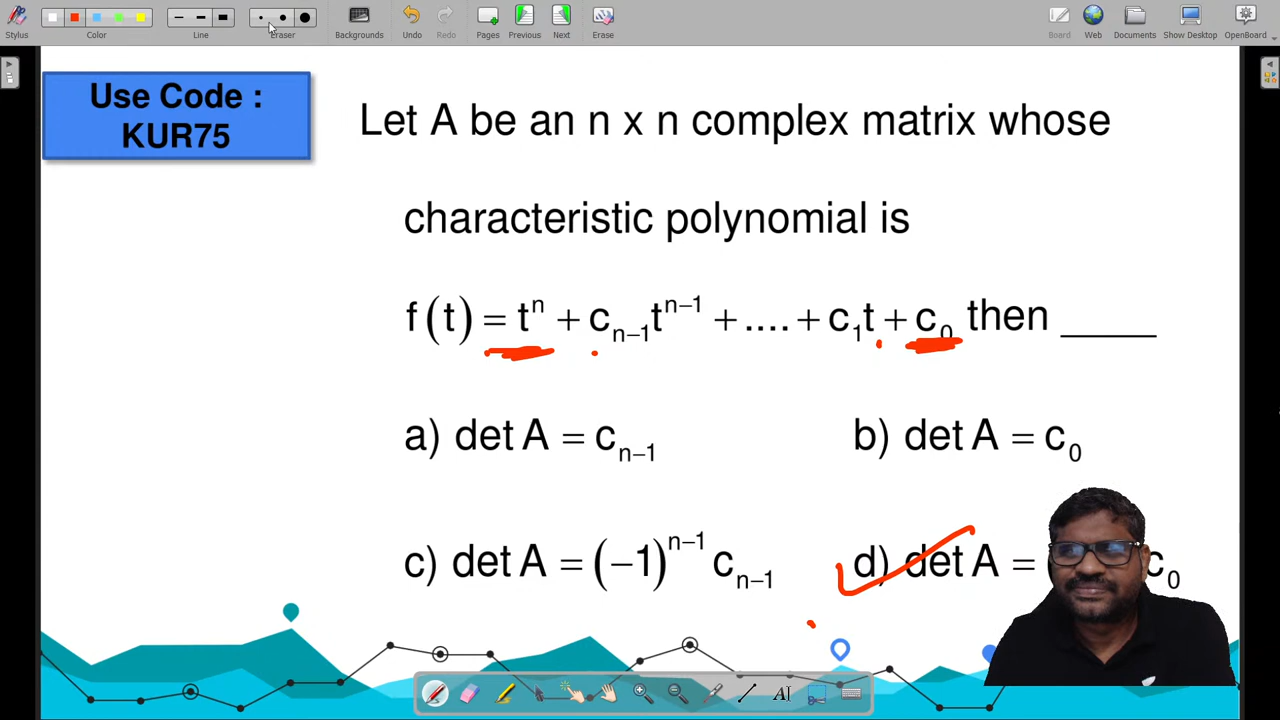 Stylus Color Line Eraser Backgrounds Undo Redo Pages Previous Next Erase Board Web Documents Show Desktop OpenBoard
Use Code :
KUR75
Let A be an n x n complex matrix whose
characteristic polynomial is
f(t) = tⁿ + cₙ₋₁tⁿ⁻¹ + .... + c₁t + c₀ then _____
a) det A = cₙ₋₁
b) det A = c₀
c) det A = (−1)ⁿ⁻¹ cₙ₋₁
d) det A = c₀